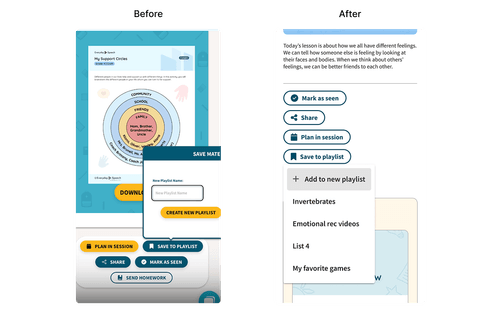 Before
After
Everyday Speech
My Support Circles
COMMUNITY
SCHOOL
FRIENDS
FAMILY
Mom, Brother,
Grandmother,
Uncle
DOWNLO
SAVE MATE
New Playlist Name:
New Playlist Name
CREATE NEW PLAYLIST
PLAN IN SESSION
SAVE TO PLAYLIST
SHARE
MARK AS SEEN
SEND HOMEWORK
Today's lesson is about how we all have different feelings.
We can tell how someone else is feeling by looking at
their faces and bodies. When we think about others'
feelings, we can be better friends to each other.
Mark as seen
Share
Plan in session
Save to playlist
+ Add to new playlist
Invertebrates
Emotional rec videos
List 4
My favorite games